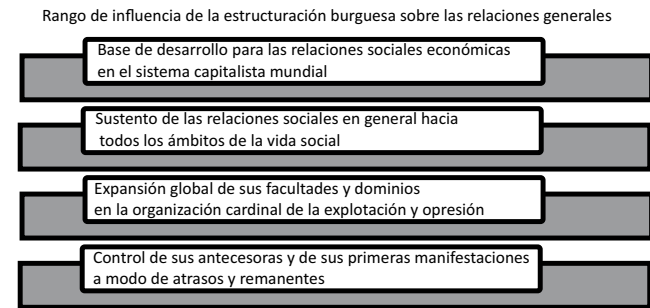 Rango de influencia de la estructuración burguesa sobre las relaciones generales
Base de desarrollo para las relaciones sociales económicas
en el sistema capitalista mundial
Sustento de las relaciones sociales en general hacia
todos los ámbitos de la vida social
Expansión global de sus facultades y dominios
en la organización cardinal de la explotación y opresión
Control de sus antecesoras y de sus primeras manifestaciones
a modo de atrasos y remanentes